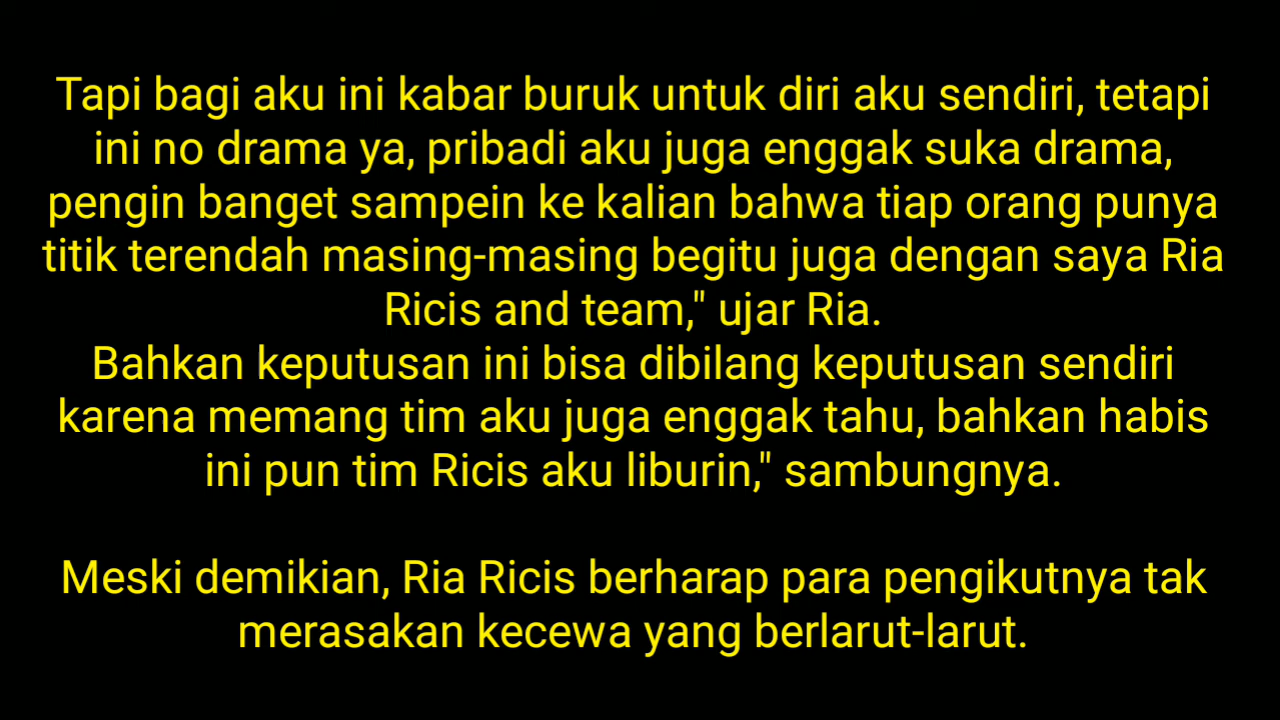 Tapi bagi aku ini kabar buruk untuk diri aku sendiri, tetapi
ini no drama ya, pribadi aku juga enggak suka drama,
pengin banget sampein ke kalian bahwa tiap orang punya
titik terendah masing-masing begitu juga dengan saya Ria
Ricis and team," ujar Ria.
Bahkan keputusan ini bisa dibilang keputusan sendiri
karena memang tim aku juga enggak tahu, bahkan habis
ini pun tim Ricis aku liburin," sambungnya.
Meski demikian, Ria Ricis berharap para pengikutnya tak
merasakan kecewa yang berlarut-larut.